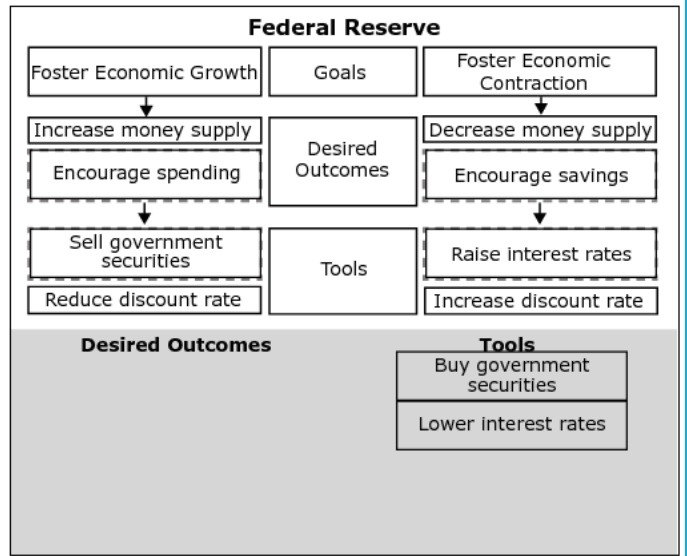 Federal Reserve
Foster Economic Growth
Goals
Foster Economic
Contraction
Increase money supply
Desired
Outcomes
Decrease money supply
Encourage spending
Encourage savings
Sell government
securities
Tools
Raise interest rates
Reduce discount rate
Increase discount rate
Desired Outcomes
Tools
Buy government
securities
Lower interest rates